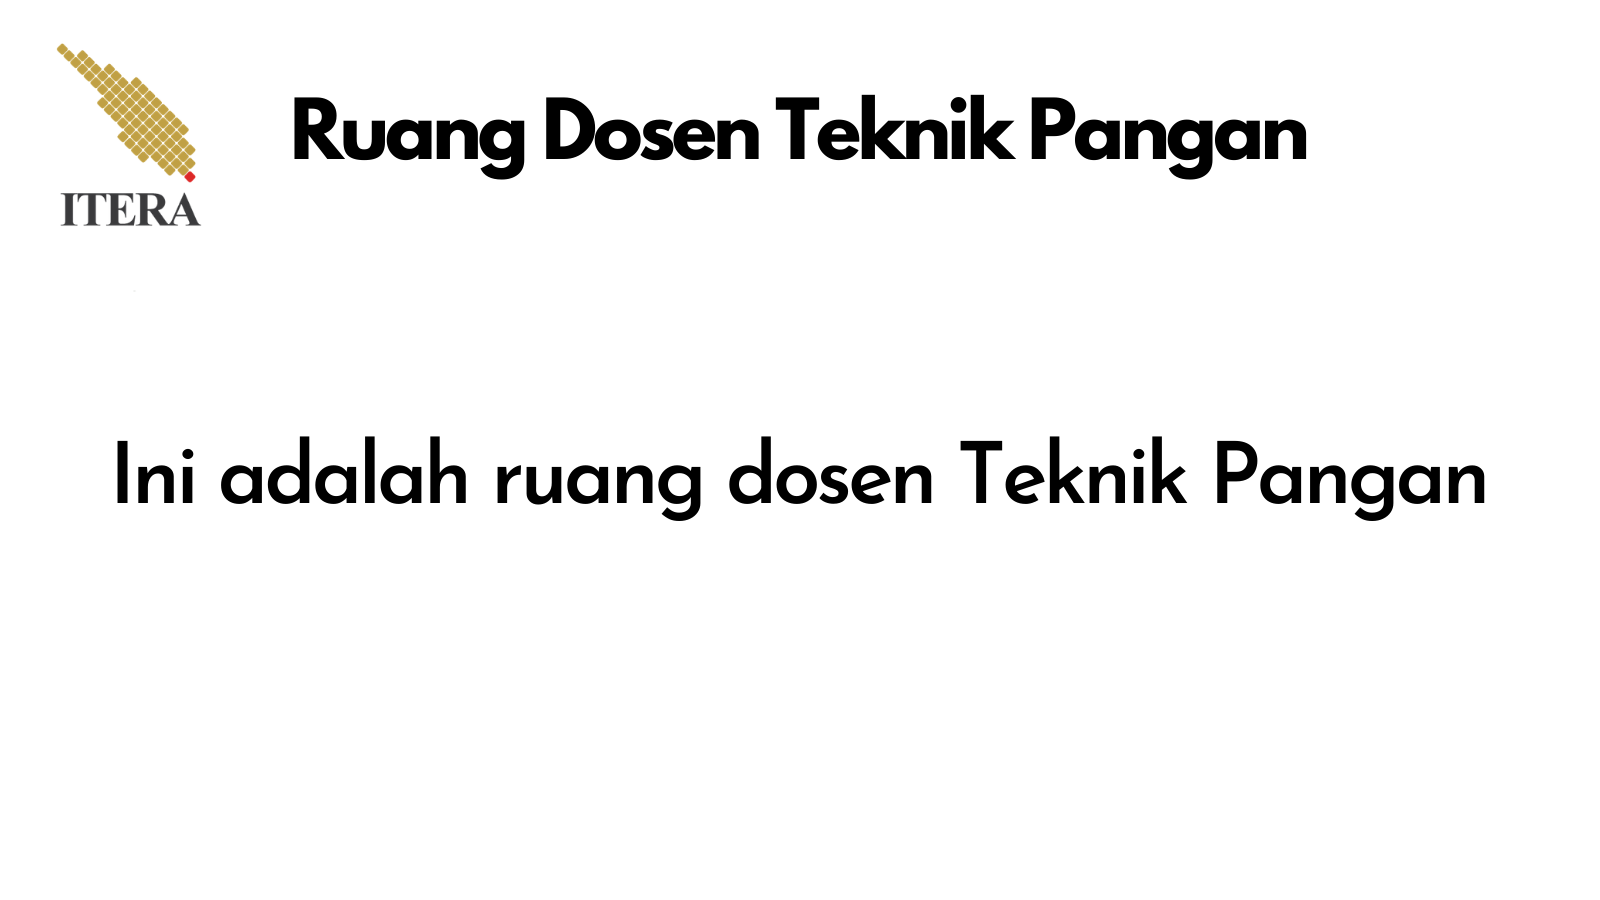 Ruang Dosen Teknik Pangan
ITERA
Ini adalah ruang dosen Teknik Pangan